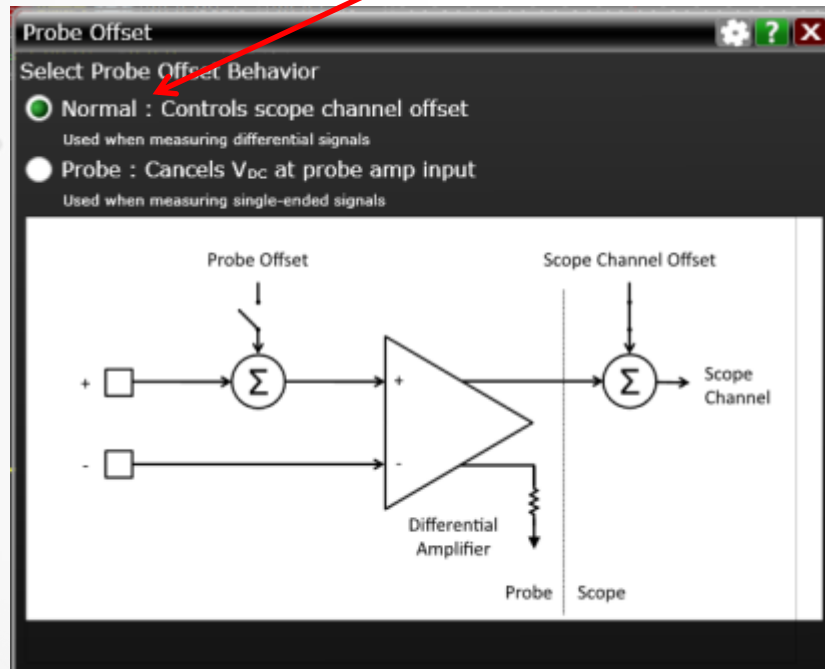 Probe Offset
?
X
Select Probe Offset Behavior
Normal : Controls scope channel offset
Used when measuring differential signals
Probe : Cancels VDC at probe amp input
Used when measuring single-ended signals
Probe Offset
Scope Channel Offset
+
Σ
+
Σ
Scope
Channel
-
-
Differential
Amplifier
Probe
Scope